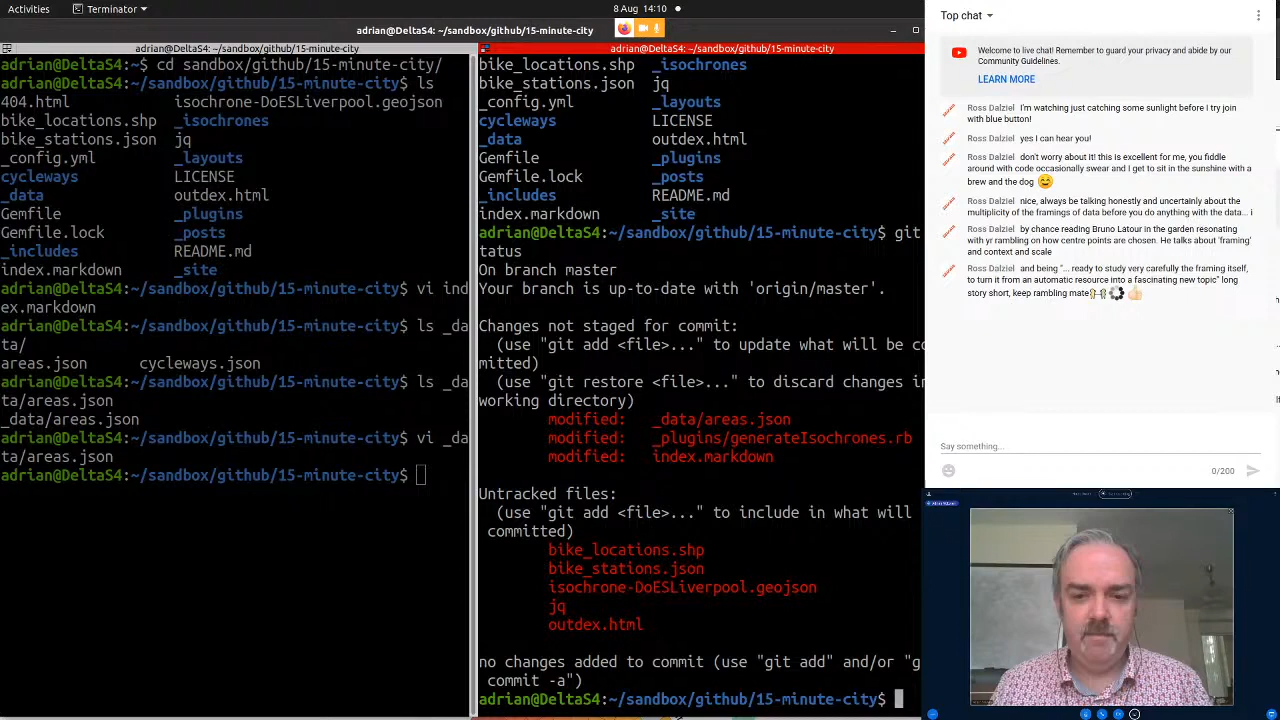 Activities
Terminator
8 Aug 14:10
adrian@DeltaS4: ~/sandbox/github/15-minute-city
adrian@DeltaS4: ~/sandbox/github/15-minute-city
adrian@DeltaS4:~$ cd sandbox/github/15-minute-city/
adrian@DeltaS4:~/sandbox/github/15-minute-city$ ls
404.html isochrone-DoESLiverpool.geojson
bike_locations.shp _isochrones
bike_stations.json jq
_config.yml _layouts
cycleways LICENSE
_data outdex.html
Gemfile _plugins
Gemfile.lock _posts
_includes README.md
index.markdown _site
adrian@DeltaS4:~/sandbox/github/15-minute-city$ vi ind
ex.markdown
adrian@DeltaS4:~/sandbox/github/15-minute-city$ ls _da
ta/
areas.json cycleways.json
adrian@DeltaS4:~/sandbox/github/15-minute-city$ ls _da
ta/areas.json
_data/areas.json
adrian@DeltaS4:~/sandbox/github/15-minute-city$ vi _da
ta/areas.json
adrian@DeltaS4:~/sandbox/github/15-minute-city$
adrian@DeltaS4: ~/sandbox/github/15-minute-city
bike_locations.shp _isochrones
bike_stations.json jq
_config.yml _layouts
cycleways LICENSE
_data outdex.html
Gemfile _plugins
Gemfile.lock _posts
_includes README.md
index.markdown _site
adrian@DeltaS4:~/sandbox/github/15-minute-city$ git
tatus
On branch master
Your branch is up-to-date with 'origin/master'.
Changes not staged for commit:
(use "git add <file>..." to update what will be co
mmitted)
(use "git restore <file>..." to discard changes in
working directory)
modified: _data/areas.json
modified: _plugins/generateIsochrones.rb
modified: index.markdown
Untracked files:
(use "git add <file>..." to include in what will
committed)
bike_locations.shp
bike_stations.json
isochrone-DoESLiverpool.geojson
jq
outdex.html
no changes added to commit (use "git add" and/or "g
commit -a")
adrian@DeltaS4:~/sandbox/github/15-minute-city$
Top chat
Welcome to live chat! Remember to guard your privacy and abide by our
Community Guidelines.
LEARN MORE
Ross Dalziel I'm watching just catching some sunlight before I try join
with blue button!
Ross Dalziel yes I can hear you!
Ross Dalziel don't worry about it! this is excellent for me, you fiddle
around with code occasionally swear and I get to sit in the sunshine with a
brew and the dog 😄
Ross Dalziel nice, always be talking honestly and uncertainly about the
multiplicity of the framings of data before you do anything with the data... i
Ross Dalziel by chance reading Bruno Latour in the garden resonating
with yr rambling on how centre points are chosen. He talks about 'framing'
and context and scale
Ross Dalziel and being "... ready to study very carefully the framing itself,
to turn it from an automatic resource into a fascinating new topic" long
story short, keep rambling mate
Say something...
0/200